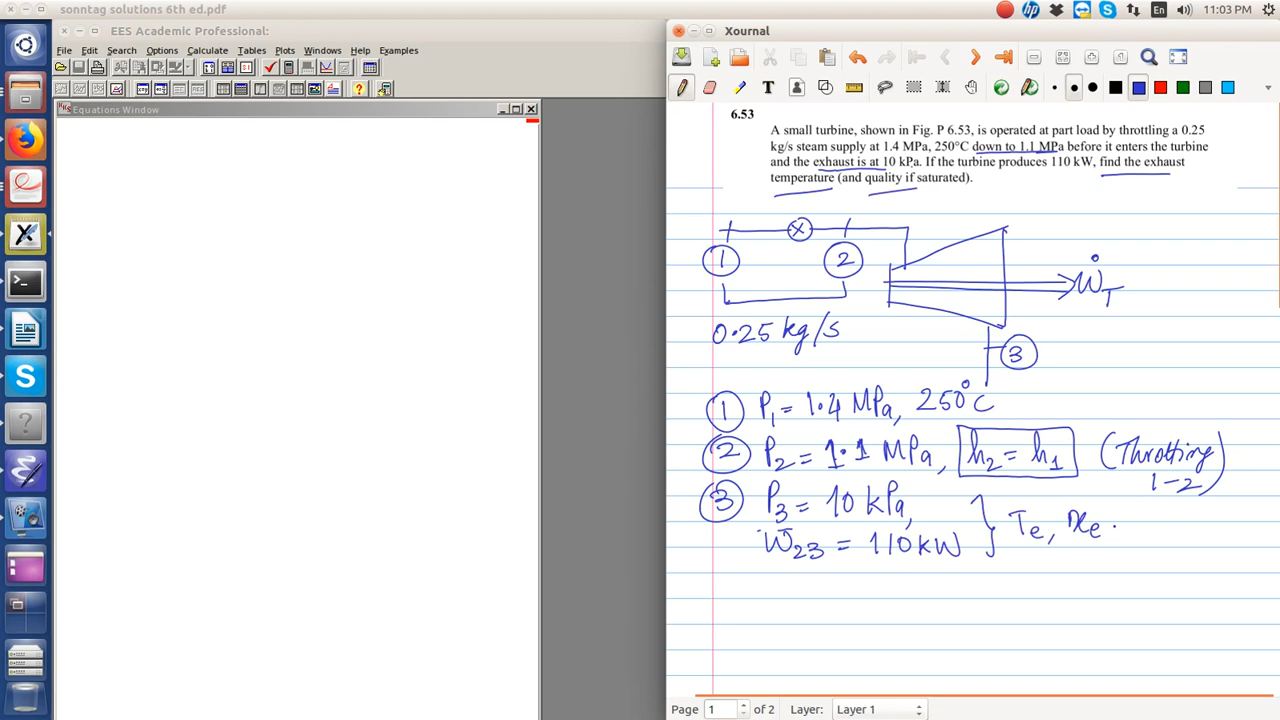 sonntag solutions 6th ed.pdf
En
11:03 PM
EES Academic Professional:
File Edit Search Options Calculate Tables Plots Windows Help Examples
Equations Window
Xournal
6.53
A small turbine, shown in Fig. P 6.53, is operated at part load by throttling a 0.25
kg/s steam supply at 1.4 MPa, 250°C down to 1.1 MPa before it enters the turbine
and the exhaust is at 10 kPa. If the turbine produces 110 kW, find the exhaust
temperature (and quality if saturated).
X
1 2 Ẇ_T
0.25 kg/s
3
1 P₁ = 1.4 MPa, 250°C
2 P₂ = 1.1 MPa, h₂ = h₁ (Throttling
1-2)
3 P₃ = 10 kPa,
Ẇ₂₃ = 110 kW } Te, xe.
Page 1 of 2 Layer: Layer 1